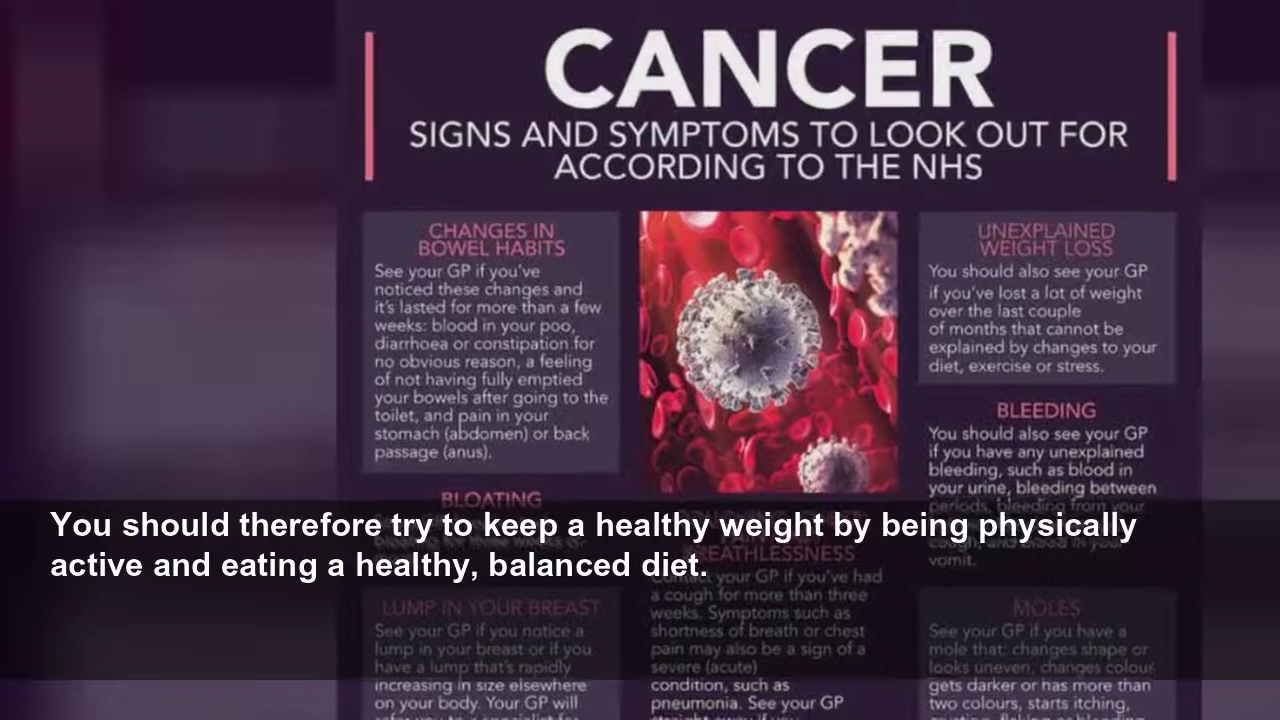 CANCER
SIGNS AND SYMPTOMS TO LOOK OUT FOR
ACCORDING TO THE NHS
CHANGES IN
BOWEL HABITS
See your GP if you've
noticed these changes and
it's lasted for more than a few
weeks: blood in your poo,
diarrhoea or constipation for
no obvious reason, a feeling
of not having fully emptied
your bowels after going to the
toilet, and pain in your
stomach (abdomen) or back
passage (anus).
BLOATING
LUMP IN YOUR BREAST
See your GP if you notice a
lump in your breast or if you
have a lump that's rapidly
increasing in size elsewhere
on your body. Your GP will
BREATHLESSNESS
Contact your GP if you've had
a cough for more than three
weeks. Symptoms such as
shortness of breath or chest
pain may also be a sign of a
severe (acute)
condition, such as
pneumonia. See your GP
UNEXPLAINED
WEIGHT LOSS
You should also see your GP
if you've lost a lot of weight
over the last couple
of months that cannot be
explained by changes to your
diet, exercise or stress.
BLEEDING
You should also see your GP
if you have any unexplained
bleeding, such as blood in
your urine, bleeding between
periods, bleeding from your
cough, and blood in your
vomit.
MOLES
See your GP if you have a
mole that: changes shape or
looks uneven, changes colour,
gets darker or has more than
two colours, starts itching,
You should therefore try to keep a healthy weight by being physically
active and eating a healthy, balanced diet.